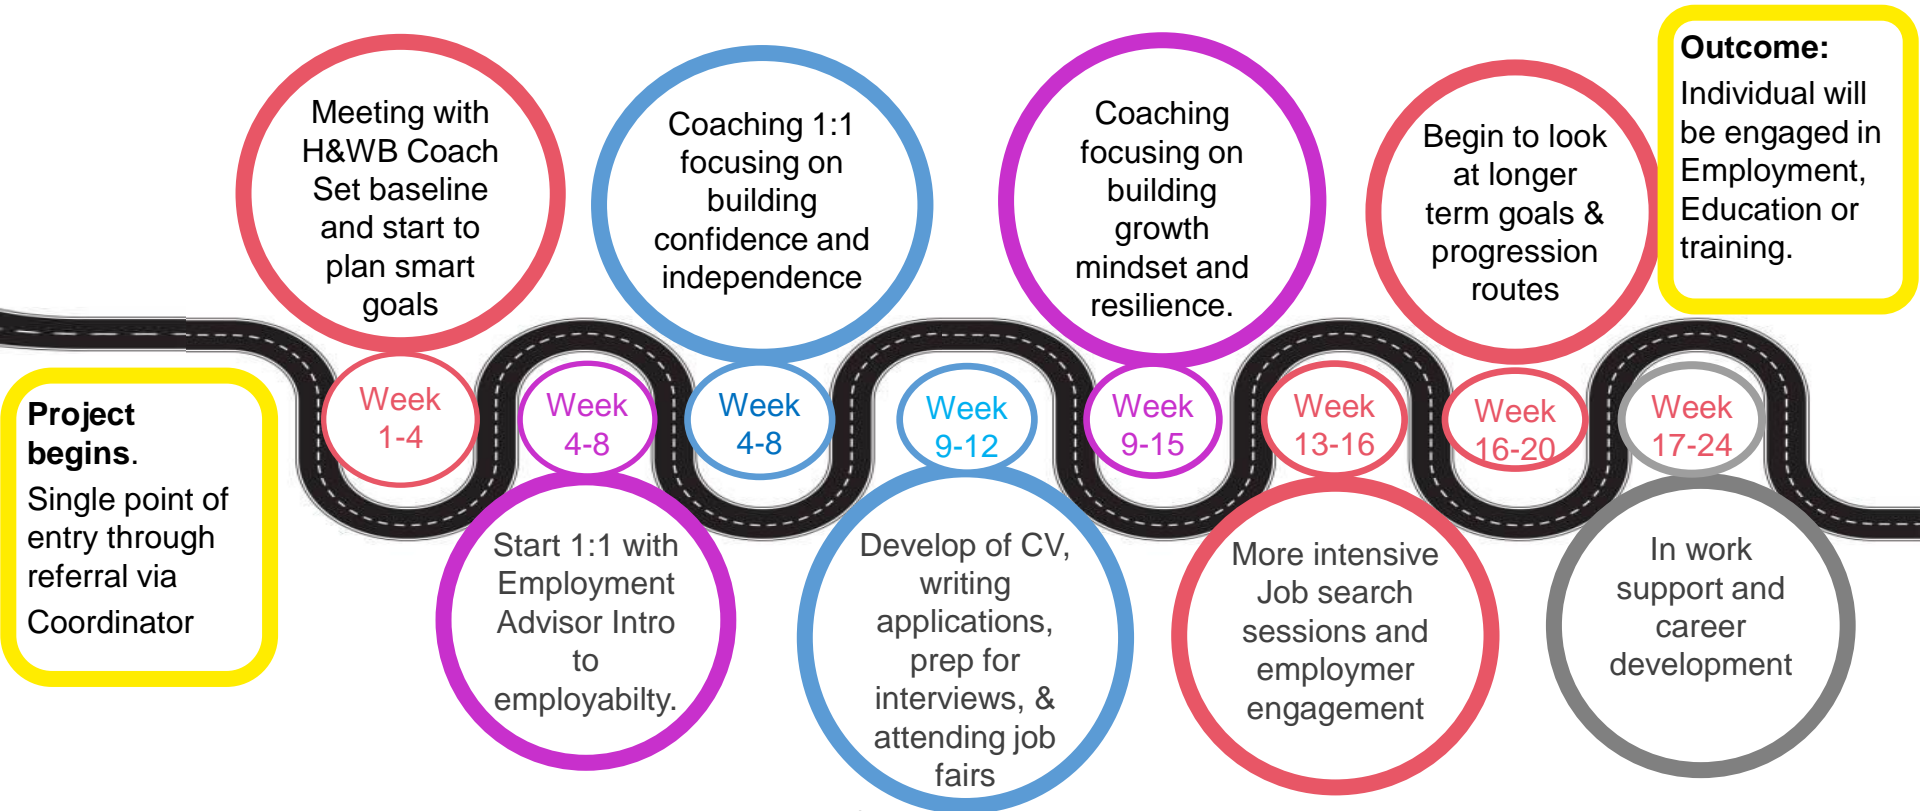 Project
begins.
Single point of
entry through
referral via
Coordinator
Meeting with
H&WB Coach
Set baseline
and start to
plan smart
goals
Week
1-4
Week
4-8
Start 1:1 with
Employment
Advisor Intro
to
employabilty.
Coaching 1:1
focusing on
building
confidence and
independence
Week
4-8
Week
9-12
Develop of CV,
writing
applications,
prep for
interviews, &
attending job
fairs
Coaching
focusing on
building
growth
mindset and
resilience.
Week
9-15
Week
13-16
More intensive
Job search
sessions and
employmer
engagement
Begin to look
at longer
term goals &
progression
routes
Week
16-20
Week
17-24
In work
support and
career
development
Outcome:
Individual will
be engaged in
Employment,
Education or
training.